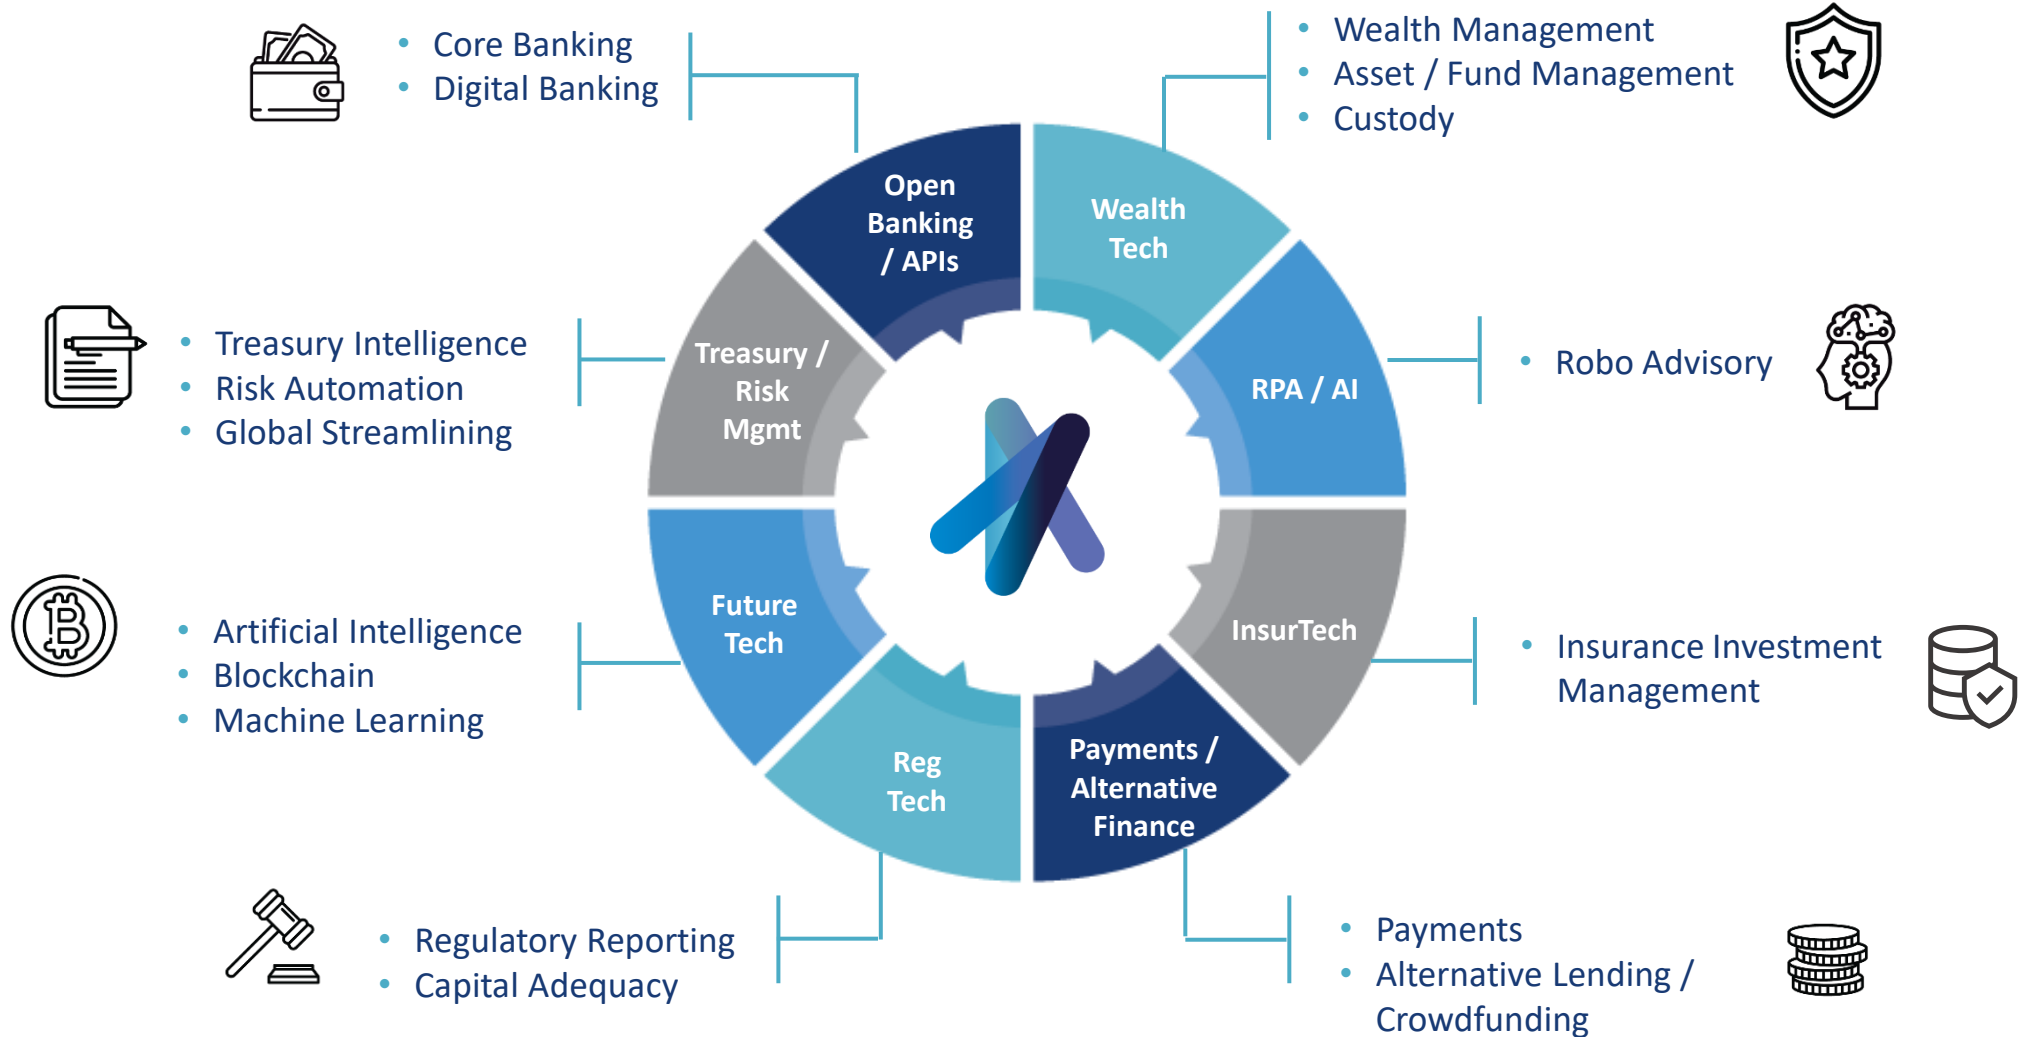 • Core Banking
• Digital Banking
• Wealth Management
• Asset / Fund Management
• Custody
Open
Banking
/ APIs
Wealth
Tech
• Treasury Intelligence
• Risk Automation
• Global Streamlining
Treasury /
Risk
Mgmt
RPA / AI
• Robo Advisory
• Artificial Intelligence
• Blockchain
• Machine Learning
Future
Tech
InsurTech
• Insurance Investment
Management
Reg
Tech
Payments /
Alternative
Finance
• Regulatory Reporting
• Capital Adequacy
• Payments
• Alternative Lending /
Crowdfunding